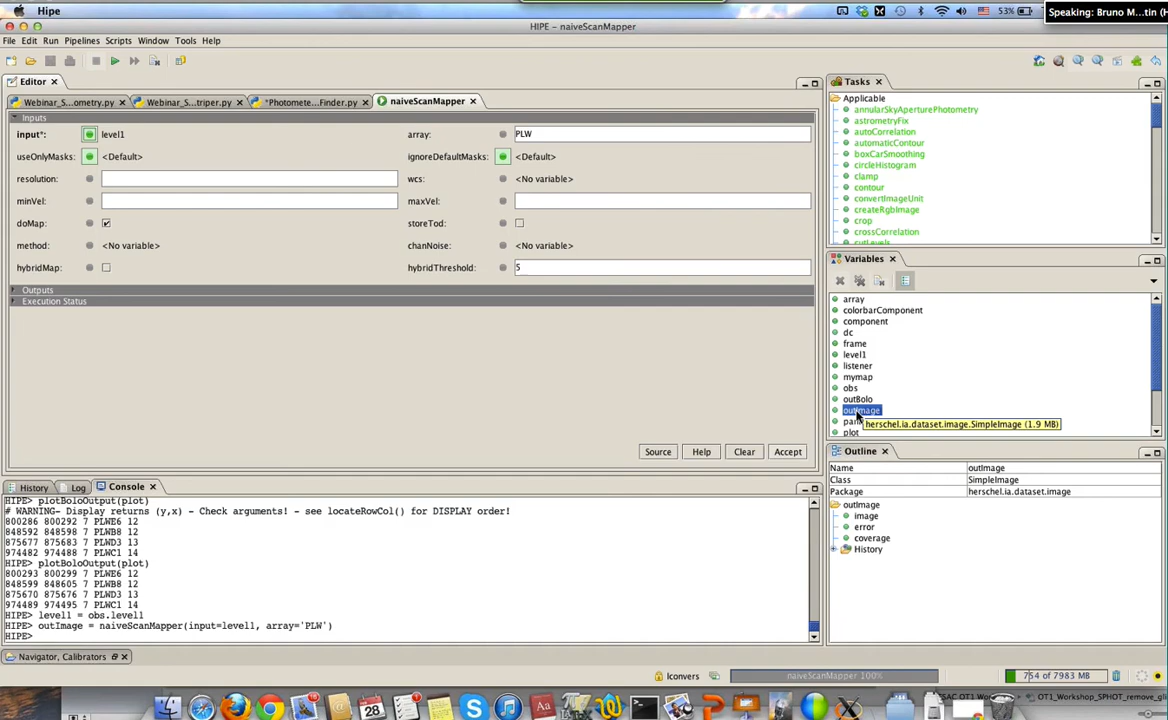 HIPE
53%
Speaking: Bruno M...tin (H
HIPE – naiveScanMapper
File Edit Run Pipelines Scripts Window Tools Help
Editor
Webinar_S...ometry.py
Webinar_S...triper.py
*Photomete...Finder.py
naiveScanMapper
Inputs
input*: level1 array: PLW
useOnlyMasks: <Default> ignoreDefaultMasks: <Default>
resolution: wcs: <No variable>
minVel: maxVel:
doMap: storeTod:
method: <No variable> chanNoise: <No variable>
hybridMap: hybridThreshold: 5
Outputs
Execution Status
Source Help Clear Accept
History Log Console
HIPE> plotBoloOutput(plot)
# WARNING- Display returns (y,x) - Check arguments! - see locateRowCol() for DISPLAY order!
800286 800292 7 PLWE6 12
848592 848598 7 PLWB8 12
875677 875683 7 PLWD3 13
974482 974488 7 PLWC1 14
HIPE> plotBoloOutput(plot)
800293 800299 7 PLWE6 12
848599 848605 7 PLWB8 12
875670 875676 7 PLWD3 13
974489 974495 7 PLWC1 14
HIPE> level1 = obs.level1
HIPE> outImage = naiveScanMapper(input=level1, array='PLW')
HIPE>
Navigator, Calibrators
Tasks
Applicable
annularSkyAperturePhotometry
astrometryFix
autoCorrelation
automaticContour
boxCarSmoothing
circleHistogram
clamp
contour
convertImageUnit
createRgbImage
crop
crossCorrelation
cutLevels
Variables
array
colorbarComponent
component
dc
frame
level1
listener
mymap
obs
outBolo
outImage
herschel.ia.dataset.image.SimpleImage (1.9 MB)
plot
Outline
Name outImage
Class SimpleImage
Package herschel.ia.dataset.image
outImage
image
error
coverage
History
lconvers
naiveScanMapper 100%
754 of 7983 MB
28
OT1_Workshop_SPHOT_remove_gli